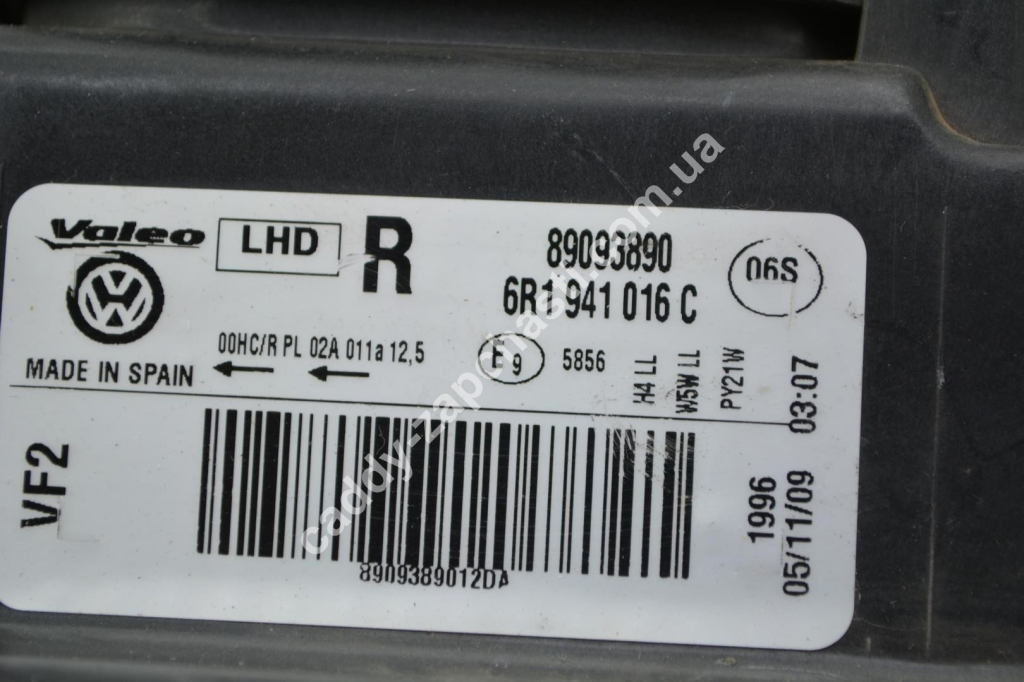 Valeo
LHD
R
89093890
6R1 941 016 C
06S
00HC/R PL 02A 011a 12,5
E9
5856
H4 LL
W5W LL
PY21W
MADE IN SPAIN
VF2
8909389012DA
1996
05/11/09 03:07
caddy-zapchasti.com.ua